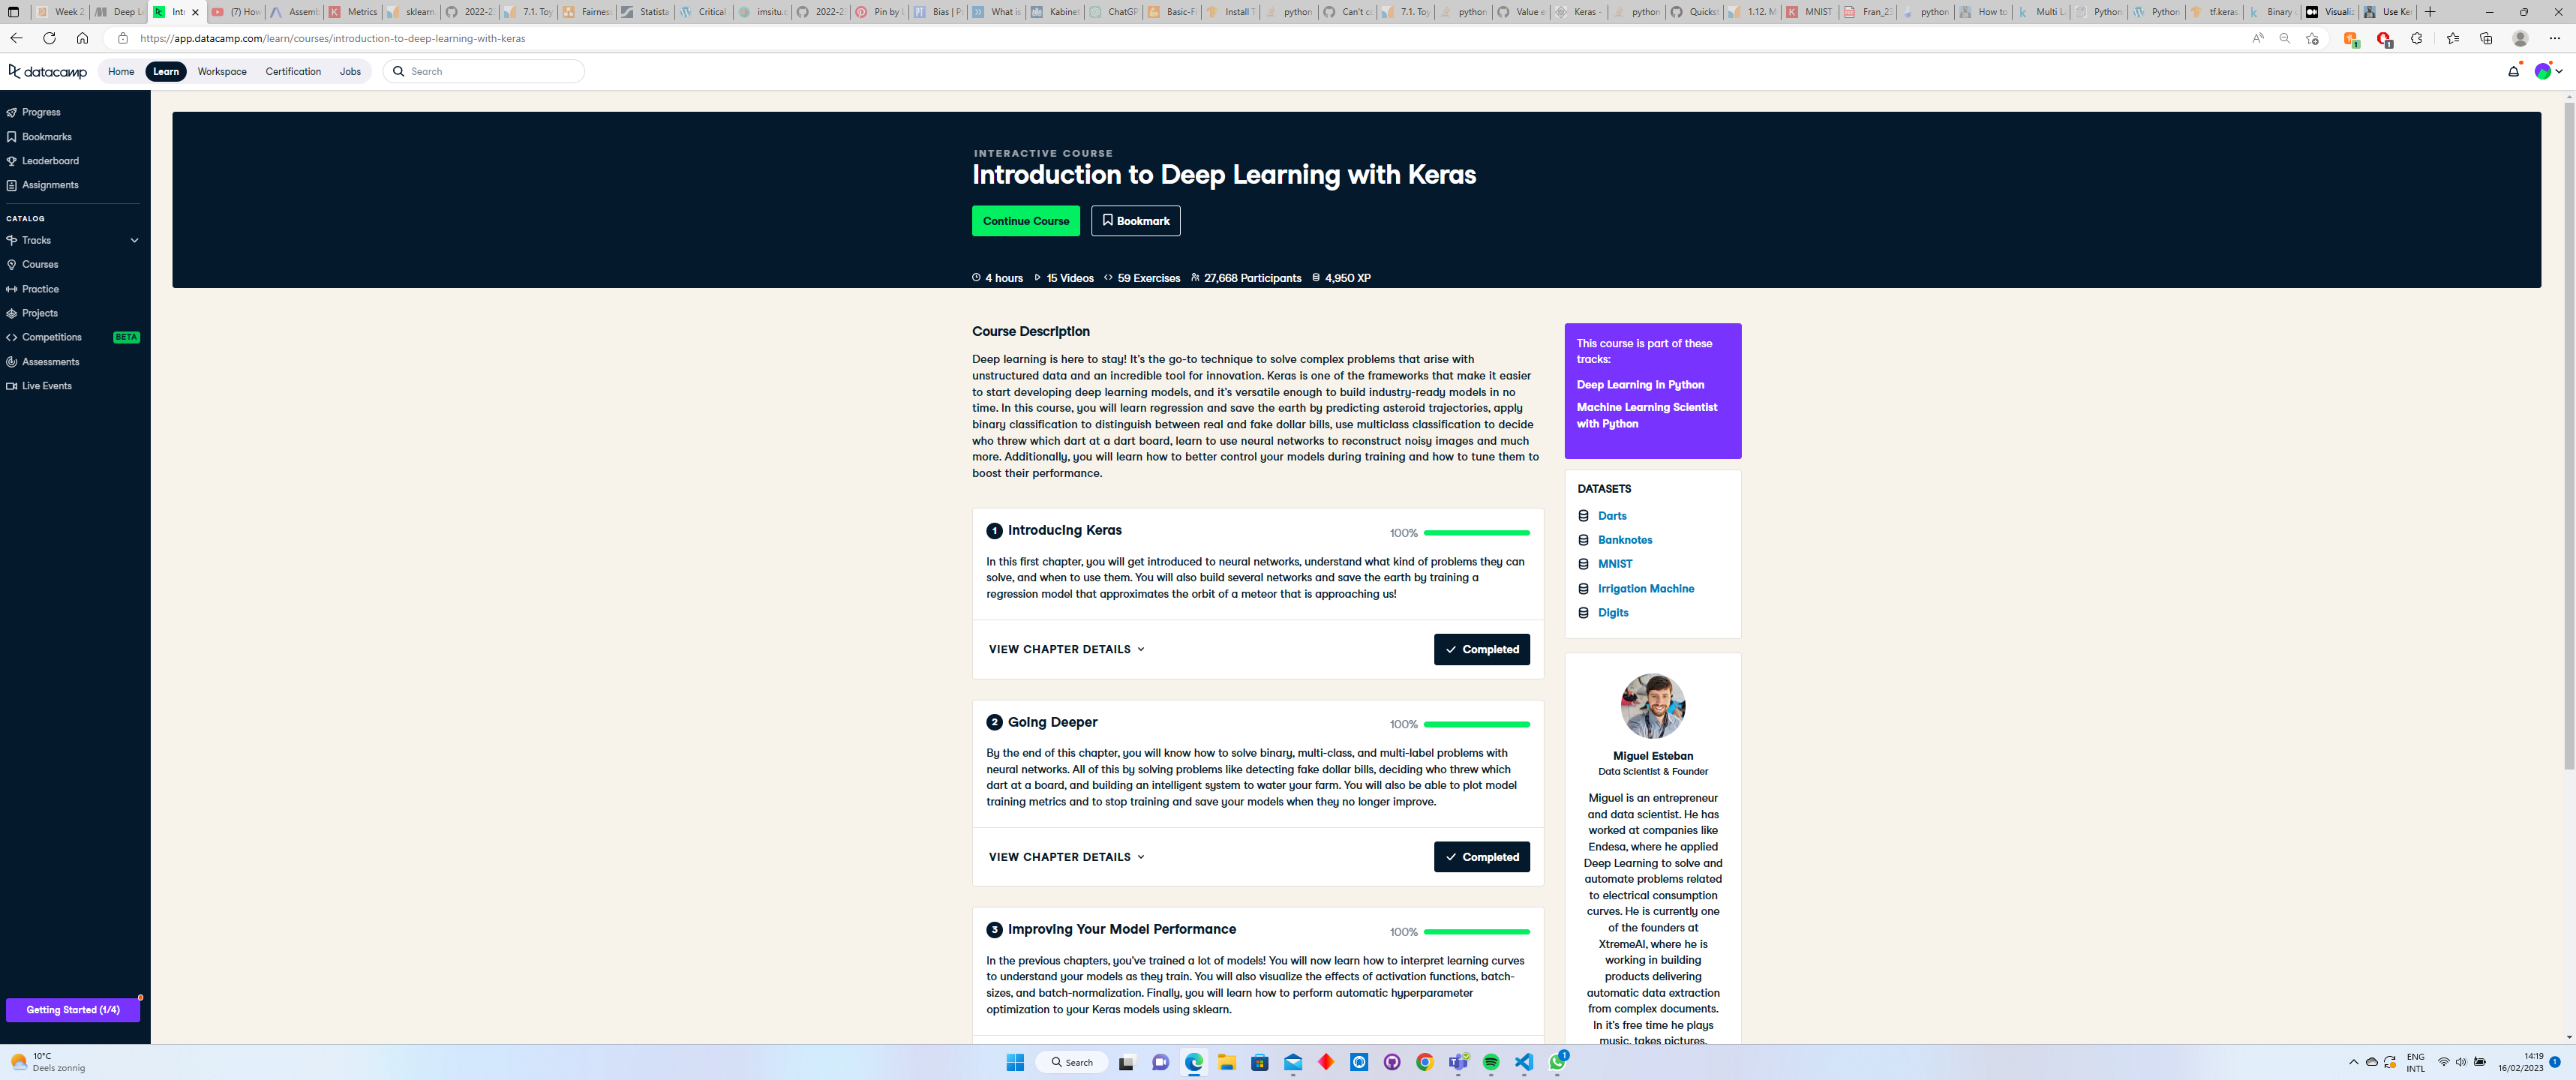 Week 2
Deep L
Int
(7) How
Assemb
Metrics
sklearn.
2022-2
7.1. Toy
Fairness
Statista
Critical
imsitu.o
2022-2
Pin by
Bias | P
What is
Kabinet
ChatGP
Basic-F
Install T
python
Can't co
7.1. Toy
python
Value e
Keras -
python
Quickst
1.12. M
MNIST
Fran_23
python
How to
Multi L
Python
Python
tf.keras
Binary
Visualiz
Use Ker
https://app.datacamp.com/learn/courses/introduction-to-deep-learning-with-keras
datacamp
Home
Learn
Workspace
Certification
Jobs
Search
Progress
Bookmarks
Leaderboard
Assignments
CATALOG
Tracks
Courses
Practice
Projects
Competitions BETA
Assessments
Live Events
Getting Started (1/4)
INTERACTIVE COURSE
Introduction to Deep Learning with Keras
Continue Course
Bookmark
4 hours 15 Videos 59 Exercises 27,668 Participants 4,950 XP
Course Description
Deep learning is here to stay! It's the go-to technique to solve complex problems that arise with
unstructured data and an incredible tool for innovation. Keras is one of the frameworks that make it easier
to start developing deep learning models, and it's versatile enough to build industry-ready models in no
time. In this course, you will learn regression and save the earth by predicting asteroid trajectories, apply
binary classification to distinguish between real and fake dollar bills, use multiclass classification to decide
who threw which dart at a dart board, learn to use neural networks to reconstruct noisy images and much
more. Additionally, you will learn how to better control your models during training and how to tune them to
boost their performance.
1 Introducing Keras 100%
In this first chapter, you will get introduced to neural networks, understand what kind of problems they can
solve, and when to use them. You will also build several networks and save the earth by training a
regression model that approximates the orbit of a meteor that is approaching us!
VIEW CHAPTER DETAILS
Completed
2 Going Deeper 100%
By the end of this chapter, you will know how to solve binary, multi-class, and multi-label problems with
neural networks. All of this by solving problems like detecting fake dollar bills, deciding who threw which
dart at a board, and building an intelligent system to water your farm. You will also be able to plot model
training metrics and to stop training and save your models when they no longer improve.
VIEW CHAPTER DETAILS
Completed
3 Improving Your Model Performance 100%
In the previous chapters, you've trained a lot of models! You will now learn how to interpret learning curves
to understand your models as they train. You will also visualize the effects of activation functions, batch-
sizes, and batch-normalization. Finally, you will learn how to perform automatic hyperparameter
optimization to your Keras models using sklearn.
This course is part of these
tracks:
Deep Learning in Python
Machine Learning Scientist
with Python
DATASETS
Darts
Banknotes
MNIST
Irrigation Machine
Digits
Miguel Esteban
Data Scientist & Founder
Miguel is an entrepreneur
and data scientist. He has
worked at companies like
Endesa, where he applied
Deep Learning to solve and
automate problems related
to electrical consumption
curves. He is currently one
of the founders at
XtremeAI, where he is
working in building
products delivering
automatic data extraction
from complex documents.
In it's free time he plays
music, takes pictures,
10°C
Deels zonnig
Search
1
ENG
INTL
14:19
16/02/2023
1